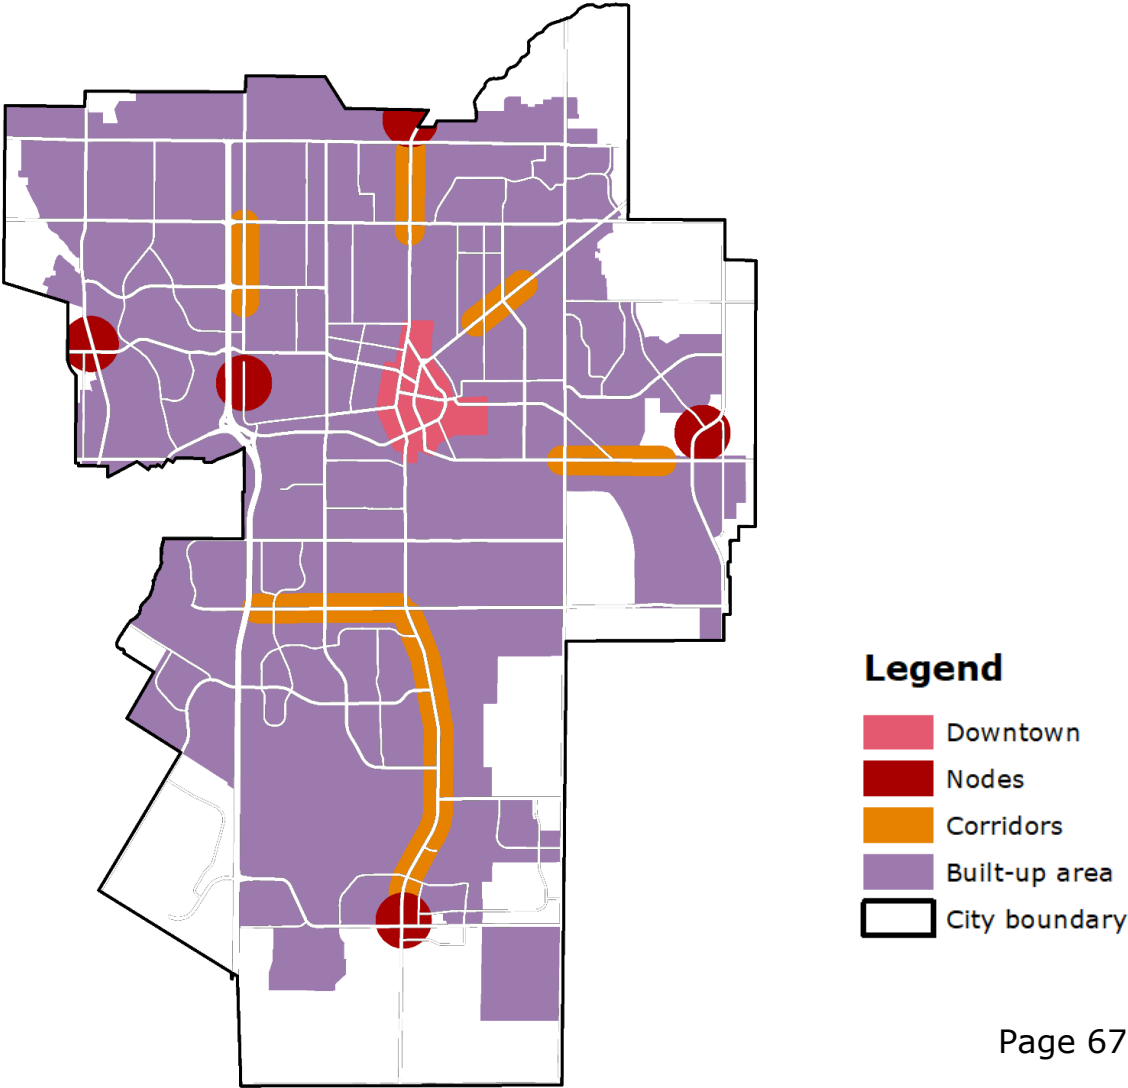 Legend
Downtown
Nodes
Corridors
Built-up area
City boundary
Page 67